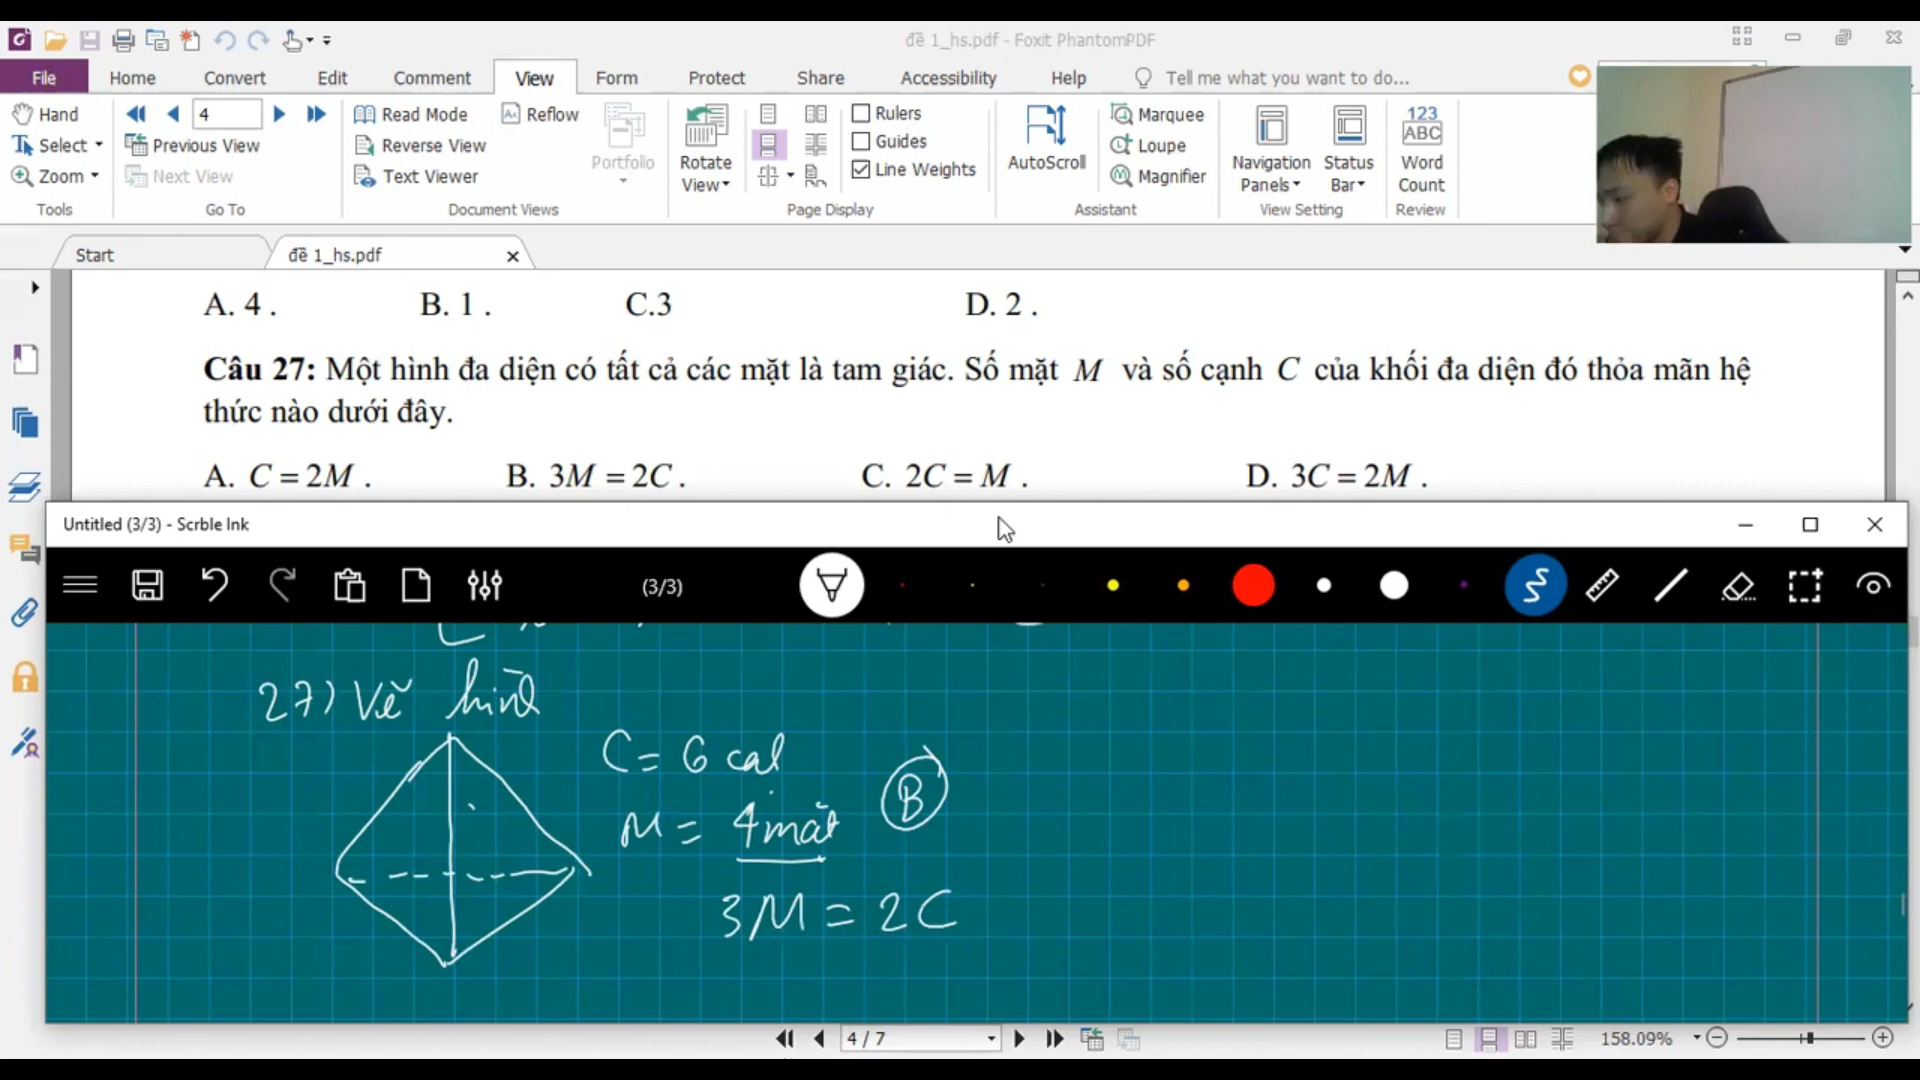 đề 1_hs.pdf - Foxit PhantomPDF
File Home Convert Edit Comment View Form Protect Share Accessibility Help Tell me what you want to do...
Hand 4 Read Mode Reflow Rulers Marquee 123
Select Previous View Reverse View Guides Loupe ABC
Zoom Next View Text Viewer Portfolio Rotate View Line Weights AutoScroll Magnifier Navigation Panels Status Bar Word Count
Tools Go To Document Views Page Display Assistant View Setting Review
Start đề 1_hs.pdf
A. 4 . B. 1 . C.3 D. 2 .
Câu 27: Một hình đa diện có tất cả các mặt là tam giác. Số mặt M và số cạnh C của khối đa diện đó thỏa mãn hệ
thức nào dưới đây.
A. C = 2M . B. 3M = 2C . C. 2C = M . D. 3C = 2M .
Untitled (3/3) - Scrble Ink
(3/3)
27) Vẽ hình
C = 6
M = 4 mặt B
3M = 2C
4 / 7 158.09%